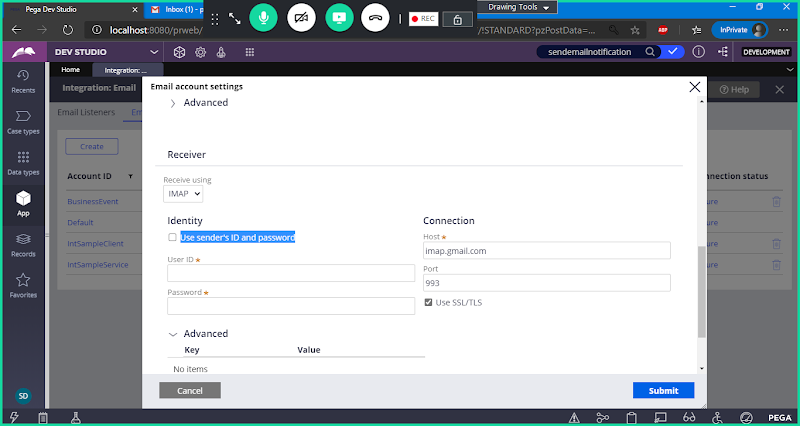 Pega Dev Studio
Inbox (1) - p
REC
Drawing Tools
localhost:8080/prweb/
/!STANDARD?pzPostData=...
ABP
InPrivate
DEV STUDIO
sendemailnotification
DEVELOPMENT
Home
Integration: ...
Recents
Case types
Data types
App
Records
Favorites
SD
Integration: Email
Help
Email Listeners
Em
Create
Account ID
nnection status
BusinessEvent
ure
Default
ure
IntSampleClient
ure
IntSampleService
ure
Email account settings
Advanced
Receiver
Receive using
IMAP
Identity
Connection
Use sender's ID and password
Host *
imap.gmail.com
User ID *
Port
993
Password *
Use SSL/TLS
Advanced
Key Value
No items
Cancel
Submit
PEGA